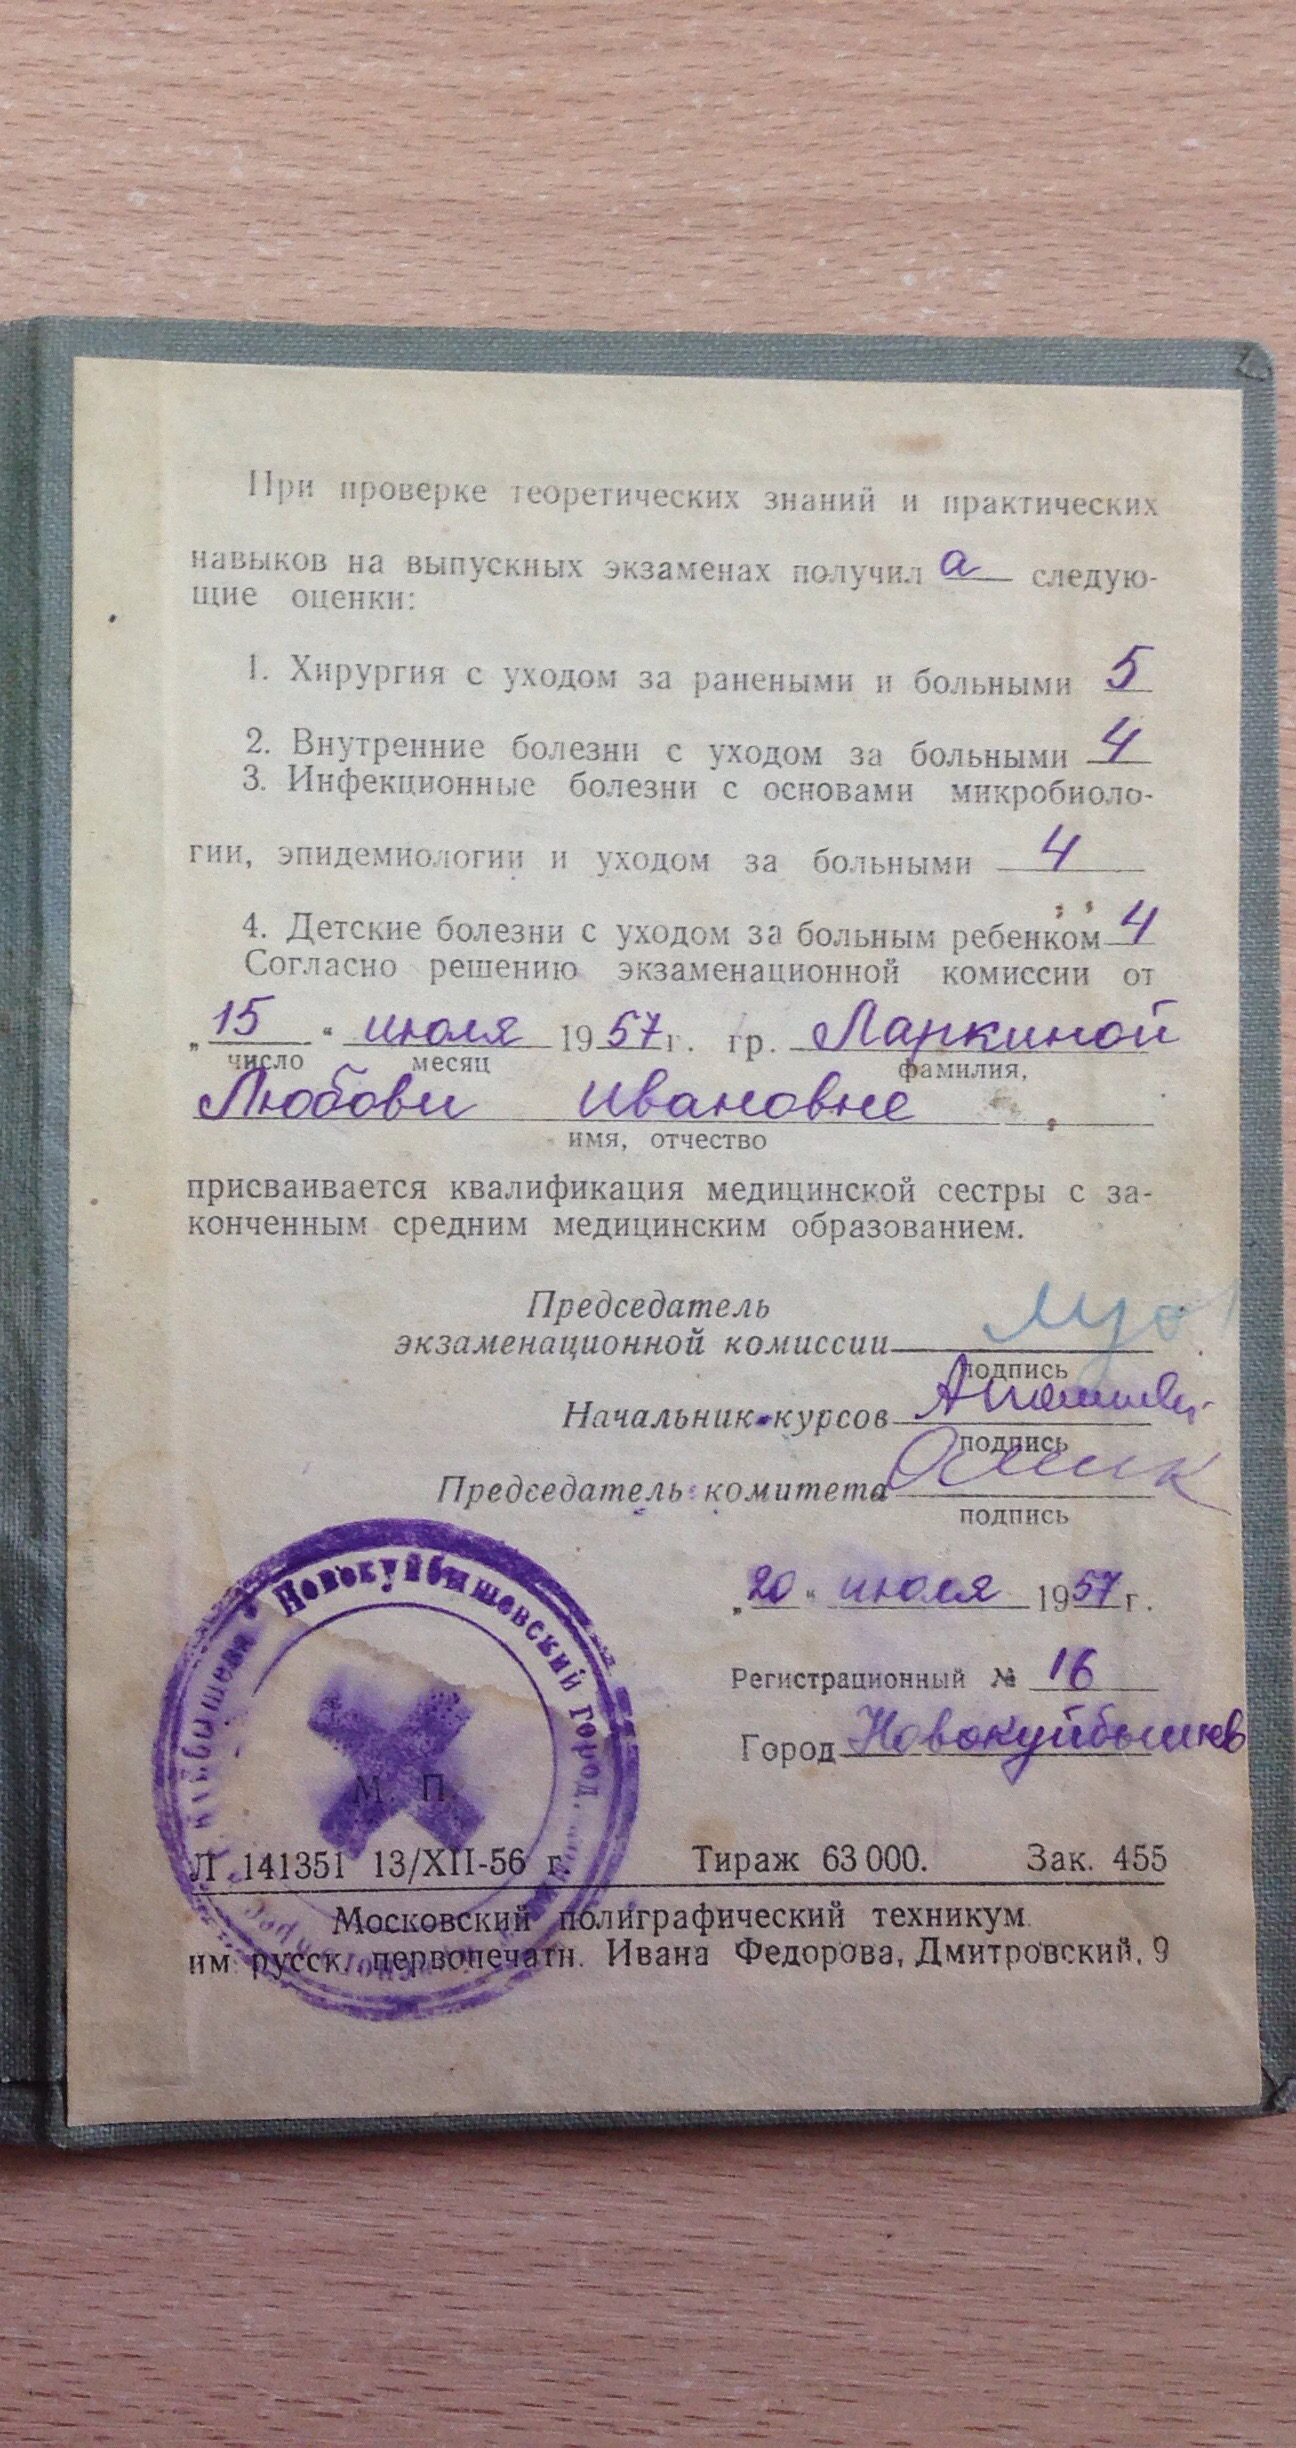 При проверке теоретических знаний и практических
навыков на выпускных экзаменах получил а следую-
щие оценки:
1. Хирургия с уходом за ранеными и больными 5
2. Внутренние болезни с уходом за больными 4
3. Инфекционные болезни с основами микробиоло-
гии, эпидемиологии и уходом за больными 4
4. Детские болезни с уходом за больным ребенком 4
Согласно решению экзаменационной комиссии от
„15“ июля 1957 г. гр. Ларкиной
число месяц фамилия,
Любови Ивановне
имя, отчество
присваивается квалификация медицинской сестры с за-
конченным средним медицинским образованием.
Председатель
экзаменационной комиссии
подпись
Начальник курсов
подпись
Председатель комитета
подпись
„20“ июля 1957 г.
Регистрационный № 16
Город Новокуйбышев
Новокуйбышевский город.
М. П.
Л 141351 13/XII-56 г. Тираж 63 000. Зак. 455
Московский полиграфический техникум
им. русск. первопечатн. Ивана Федорова, Дмитровский, 9